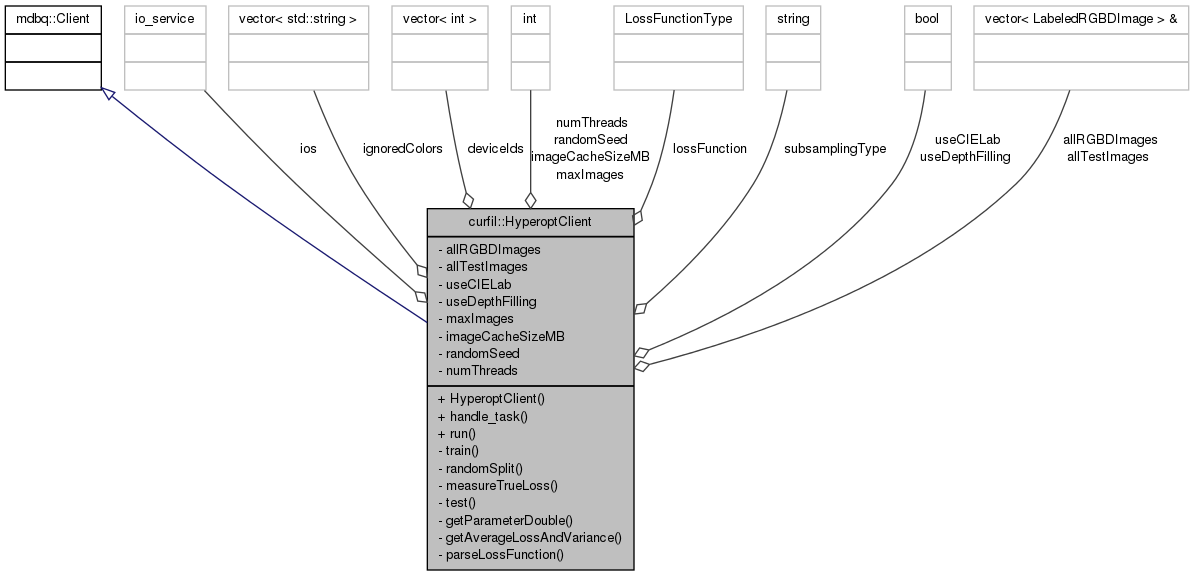 mdbq::Client
io_service
vector< std::string >
vector< int >
int
LossFunctionType
string
bool
vector< LabeledRGBDImage > &
ios
ignoredColors
deviceIds
numThreads
randomSeed
imageCacheSizeMB
maxImages
lossFunction
subsamplingType
useCIELab
useDepthFilling
allRGBDImages
allTestImages
curfil::HyperoptClient
- allRGBDImages
- allTestImages
- useCIELab
- useDepthFilling
- maxImages
- imageCacheSizeMB
- randomSeed
- numThreads
+ HyperoptClient()
+ handle_task()
+ run()
- train()
- randomSplit()
- measureTrueLoss()
- test()
- getParameterDouble()
- getAverageLossAndVariance()
- parseLossFunction()